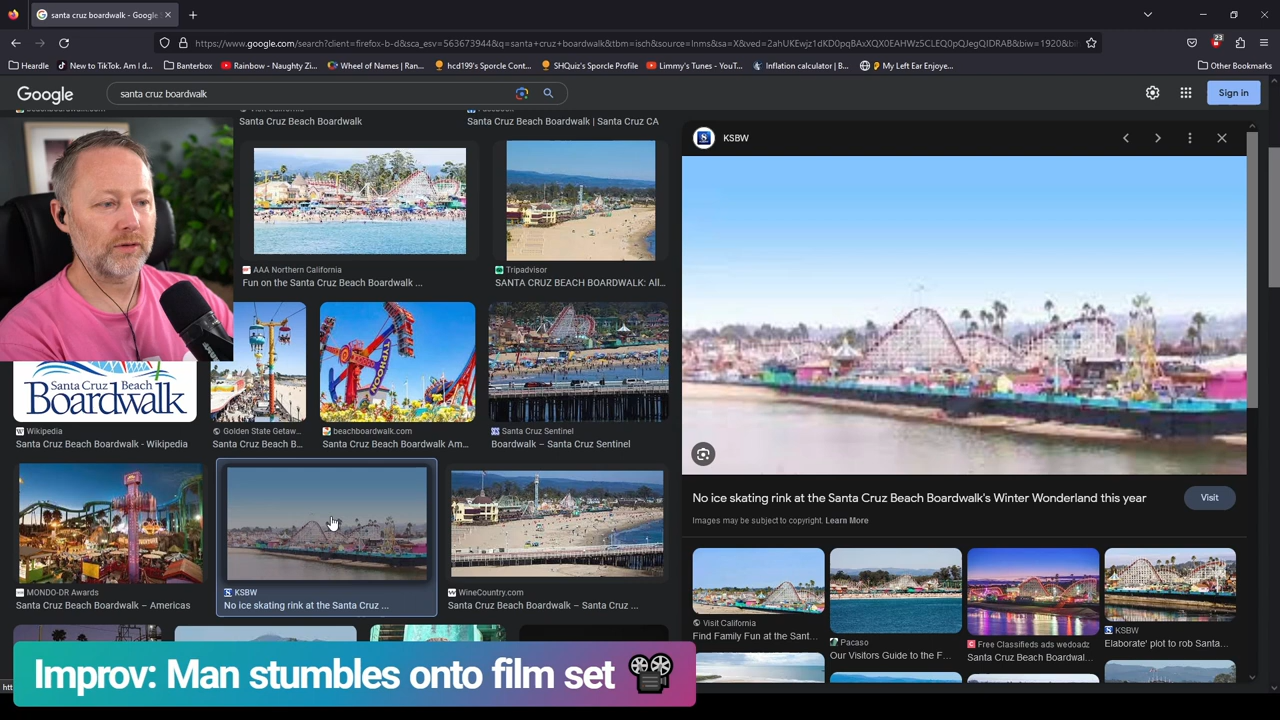 santa cruz boardwalk - Google
https://www.google.com/search?client=firefox-b-d&sca_esv=563673944&q=santa+cruz+boardwalk&tbm=isch&source=lnms&sa=X&ved=
23
Heardle
New to TikTok. Am I d...
Banterbox
Rainbow - Naughty Zi...
Wheel of Names | Ran...
hcd199's Sporcle Cont...
SHQuiz's Sporcle Profile
Limmy's Tunes - YouT...
Inflation calculator | B...
My Left Ear Enjoye...
Other Bookmarks
Google
santa cruz boardwalk
Sign in
Santa Cruz Beach Boardwalk
Santa Cruz Beach Boardwalk | Santa Cruz CA
KSBW
AAA Northern California
Fun on the Santa Cruz Beach Boardwalk ...
Tripadvisor
SANTA CRUZ BEACH BOARDWALK: All...
Santa Cruz Beach
Boardwalk
Wikipedia
Santa Cruz Beach Boardwalk - Wikipedia
Golden State Getaw...
Santa Cruz Beach B...
beachboardwalk.com
Santa Cruz Beach Boardwalk Am...
Santa Cruz Sentinel
Boardwalk – Santa Cruz Sentinel
No ice skating rink at the Santa Cruz Beach Boardwalk's Winter Wonderland this year
Visit
Images may be subject to copyright. Learn More
MONDO-DR Awards
Santa Cruz Beach Boardwalk – Americas
KSBW
No ice skating rink at the Santa Cruz ...
WineCountry.com
Santa Cruz Beach Boardwalk – Santa Cruz ...
Visit California
Find Family Fun at the Sant...
Pacaso
Our Visitors Guide to the F...
Free Classifieds ads wedoadz
Santa Cruz Beach Boardwal...
KSBW
Elaborate' plot to rob Santa...
Improv: Man stumbles onto film set